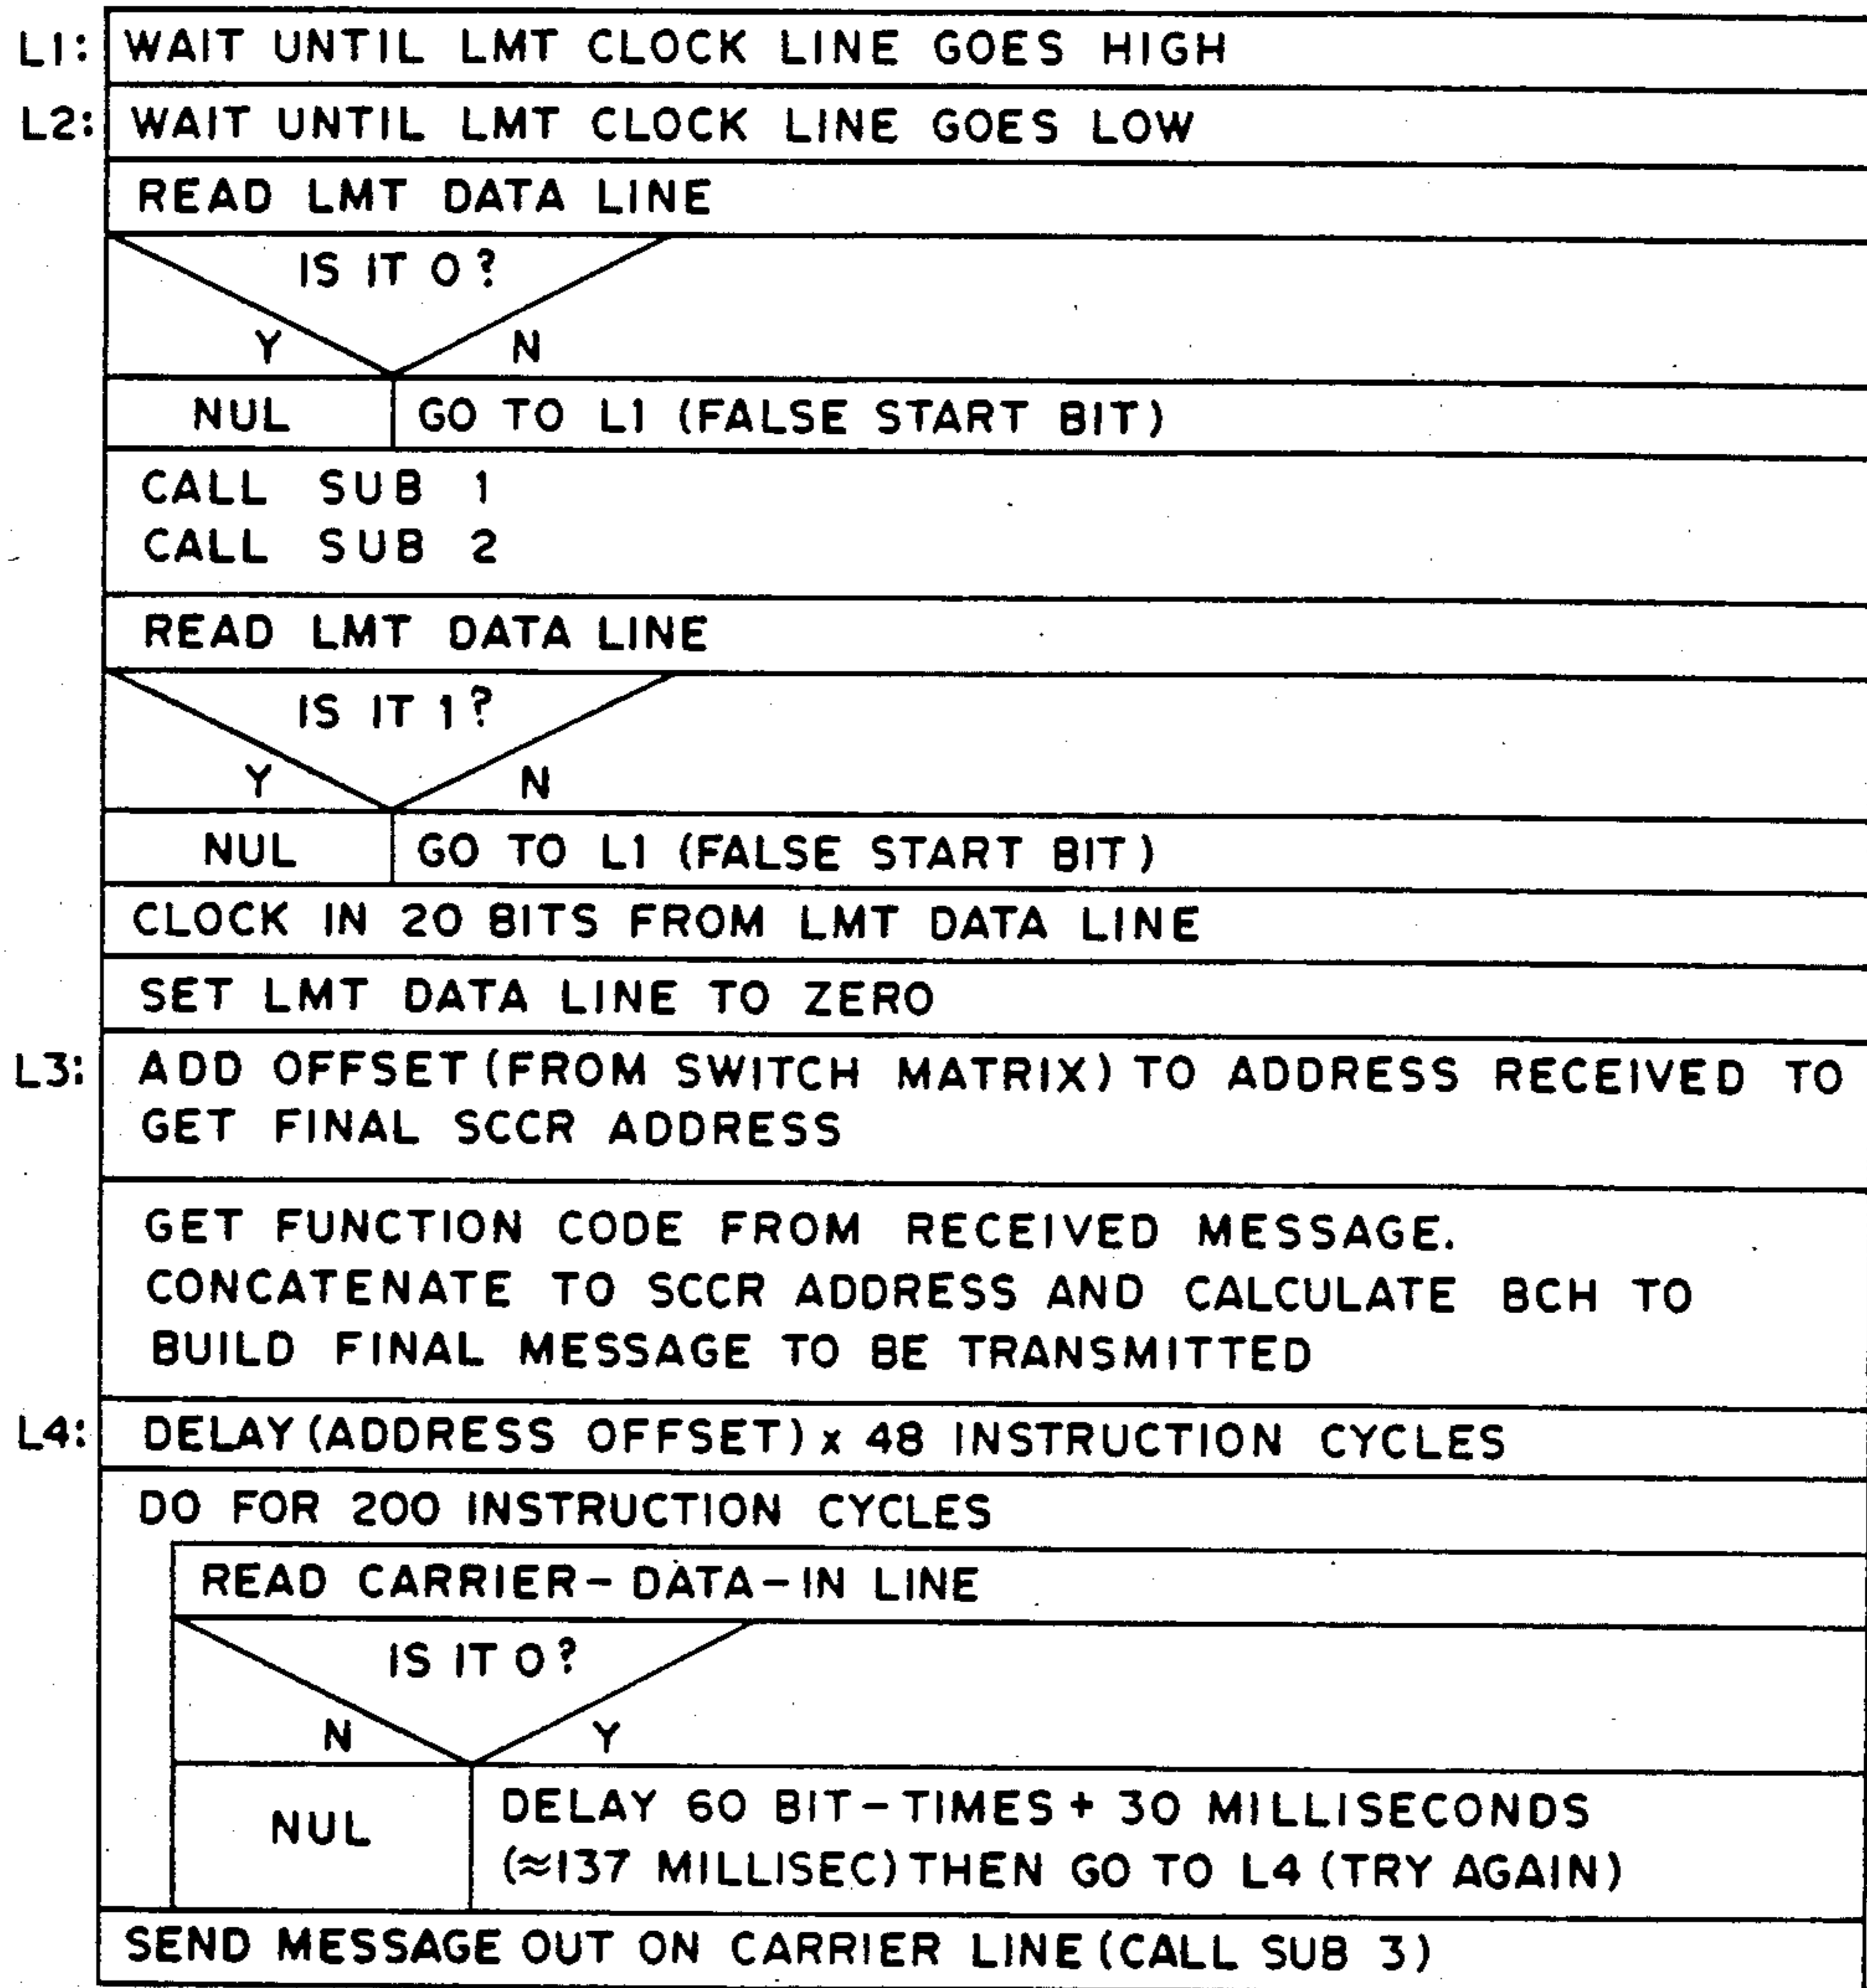 L1: WAIT UNTIL LMT CLOCK LINE GOES HIGH
L2: WAIT UNTIL LMT CLOCK LINE GOES LOW
READ LMT DATA LINE
IS IT 0?
Y N
NUL GO TO L1 (FALSE START BIT)
CALL SUB 1
CALL SUB 2
READ LMT DATA LINE
IS IT 1?
Y N
NUL GO TO L1 (FALSE START BIT)
CLOCK IN 20 BITS FROM LMT DATA LINE
SET LMT DATA LINE TO ZERO
L3: ADD OFFSET (FROM SWITCH MATRIX) TO ADDRESS RECEIVED TO
GET FINAL SCCR ADDRESS
GET FUNCTION CODE FROM RECEIVED MESSAGE.
CONCATENATE TO SCCR ADDRESS AND CALCULATE BCH TO
BUILD FINAL MESSAGE TO BE TRANSMITTED
L4: DELAY (ADDRESS OFFSET) x 48 INSTRUCTION CYCLES
DO FOR 200 INSTRUCTION CYCLES
READ CARRIER-DATA-IN LINE
IS IT 0?
N Y
NUL DELAY 60 BIT-TIMES + 30 MILLISECONDS
(≈137 MILLISEC) THEN GO TO L4 (TRY AGAIN)
SEND MESSAGE OUT ON CARRIER LINE (CALL SUB 3)